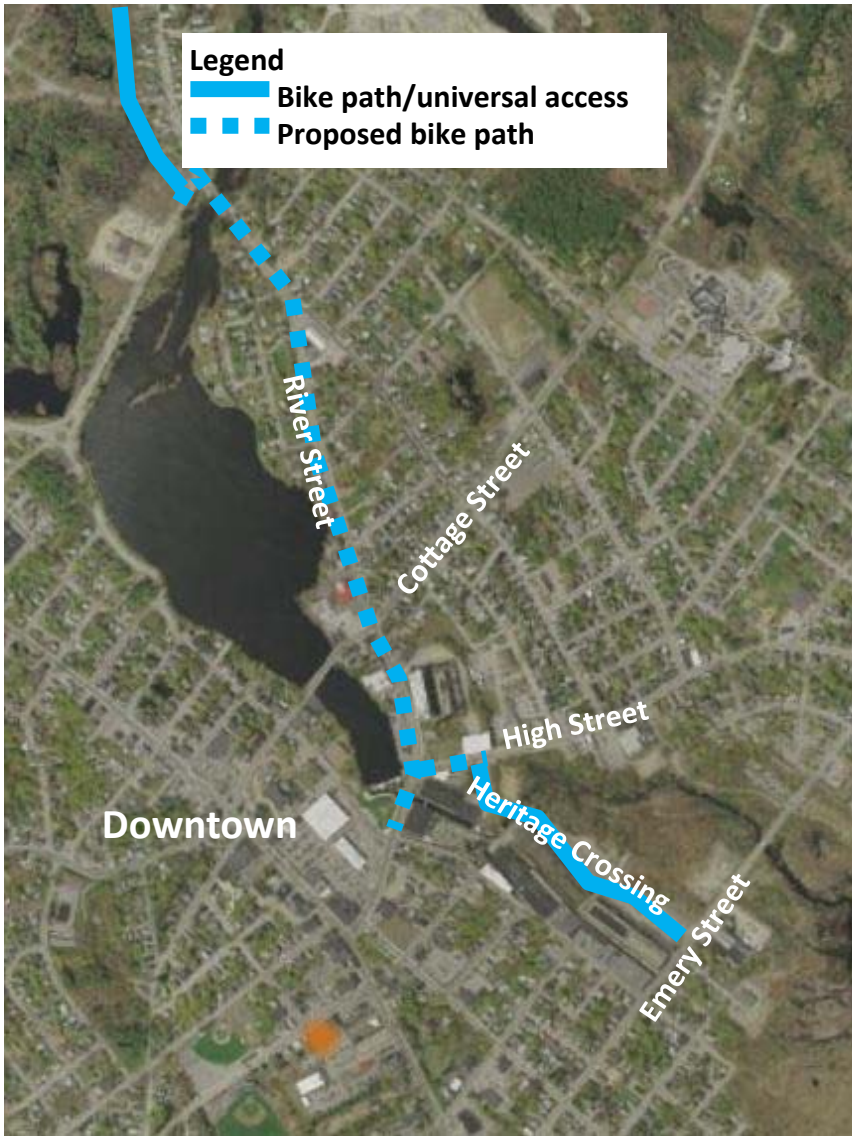 Legend
Bike path/universal access
Proposed bike path
River Street
Cottage Street
High Street
Heritage Crossing
Downtown
Emery Street